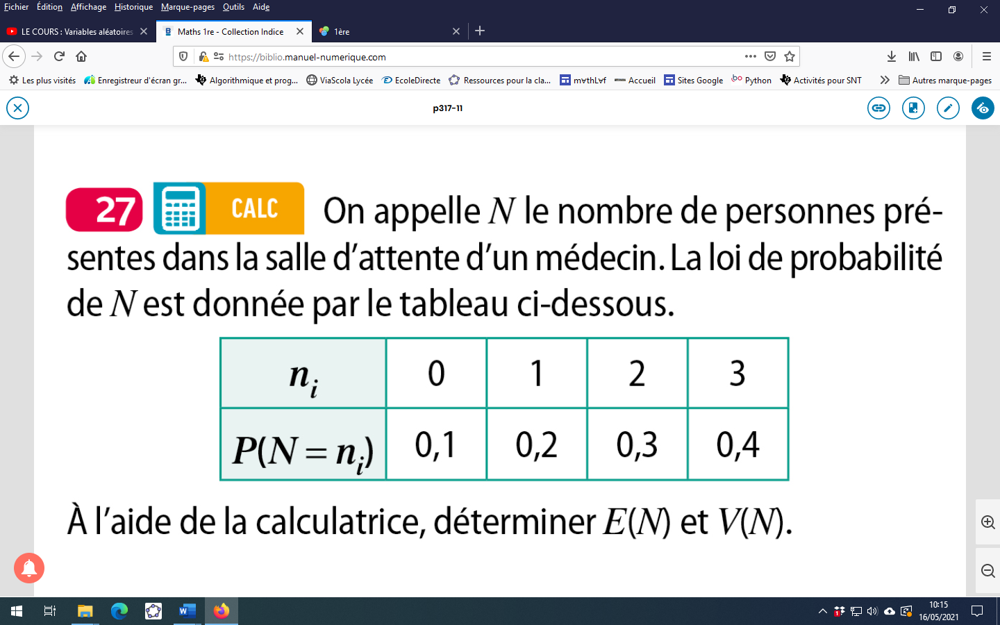 Fichier Édition Affichage Historique Marque-pages Outils Aide
LE COURS : Variables aléatoires Maths 1re - Collection Indice 1ère
https://biblio.manuel-numerique.com
Les plus visités Enregistreur d'écran gr... Algorithmique et prog... ViaScola Lycée EcoleDirecte Ressources pour la cla... m∀thL∀f Accueil Sites Google Python Activités pour SNT Autres marque-pages
p317-11
27 CALC On appelle N le nombre de personnes pré-
sentes dans la salle d'attente d'un médecin. La loi de probabilité
de N est donnée par le tableau ci-dessous.
n_i 0 1 2 3
P(N = n_i) 0,1 0,2 0,3 0,4
À l'aide de la calculatrice, déterminer E(N) et V(N).
10:15
16/05/2021